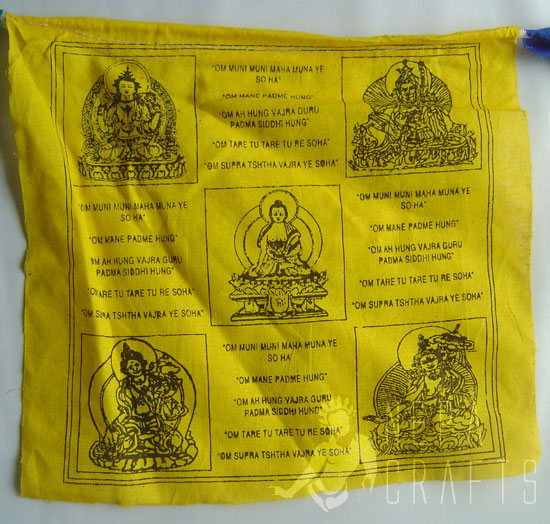 "OM MUNI MUNI MAHA MUNA YE
SO HA
"OM MANE PADME HUNG"
"OM AH HUNG VAJRA GURU
PADMA SIDDHI HUNG"
"OM TARE TU TARE TU RE SOHA"
"OM SUPRA TSHTHA VAJRA YE SOHA"
"OM MUNI MUNI MAHA MUNA YE
SO HA"
"OM MANE PADME HUNG"
"OM AH HUNG VAJRA GURU
PADMA SIDDHI HUNG"
"OM TARE TU TARE TU RE SOHA"
"OM TSHTHA VAJRA YE SOHA"
"OM MUNI MUNI MAHA MUNA YE
SO HA"
"OM MANE PADME HUNG"
"OM AH HUNG VAJRA GURU
PADMA SIDDHI HUNG"
"OM TARE TU TARE TU RE SOHA"
"OM SUPRA TSHTHA VAJRA YE SOHA"
"OM MUNI MUNI MAHA MUNA YE
SO HA"
"OM MANE PADME HUNG"
"OM AH HUNG VAJRA GURU
PADMA SIDDHI HUND"
"OM TARE TU TARE TU RE SOHA"
"OM SUPRA TSHTHA VAJRA YE SOHA"
CRAFTS